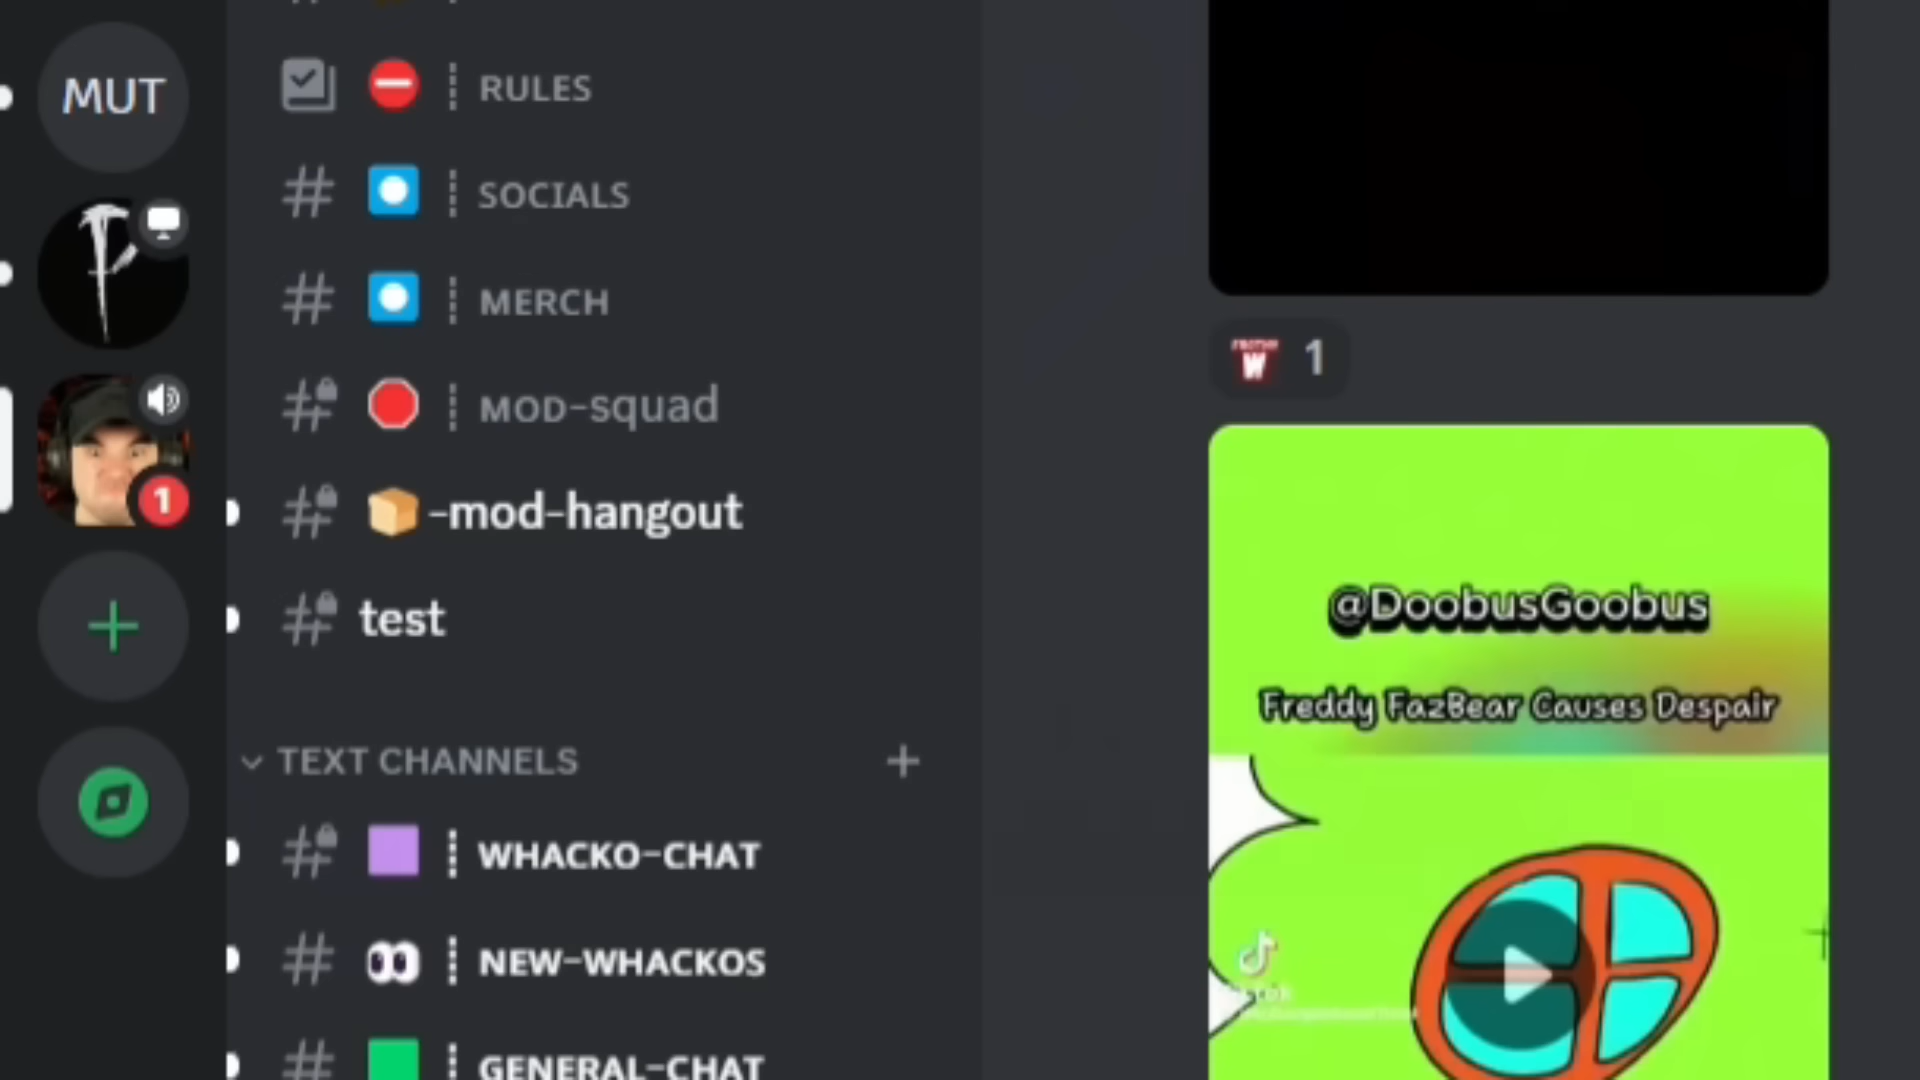 MUT
RULES
SOCIALS
MERCH
MOD-squad
1
-mod-hangout
test
TEXT CHANNELS
WHACKO-CHAT
NEW-WHACKOS
GENERAL-CHAT
W 1
@DoobusGoobus
Freddy FazBear Causes Despair